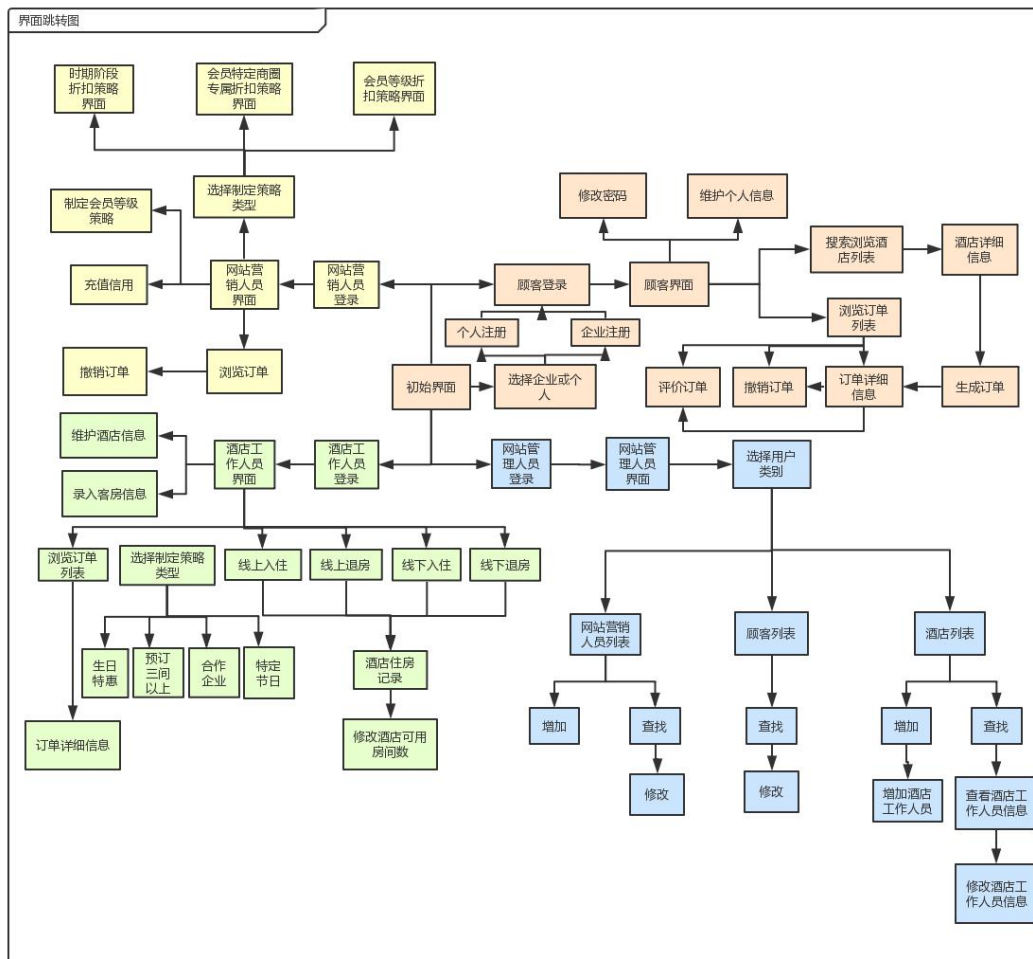 界面跳转图
时期阶段
折扣策略
界面
会员特定商圈
专属折扣策略
界面
会员等级折
扣策略界面
选择制定策略
类型
制定会员等级
策略
充值信用
网站营
销人员
界面
网站营
销人员
登录
撤销订单
浏览订单
修改密码
维护个人信息
顾客登录
顾客界面
搜索浏览酒
店列表
酒店详细
信息
浏览订单
列表
个人注册
企业注册
初始界面
选择企业或个
人
评价订单
撤销订单
订单详细
信息
生成订单
维护酒店信息
录入客房信息
酒店工
作人员
界面
酒店工
作人员
登录
网站管
理人员
登录
网站管
理人员
界面
选择用户
类别
浏览订单
列表
选择制定策略
类型
线上入住
线上退房
线下入住
线下退房
生日
特惠
预订
三间
以上
合作
企业
特定
节日
酒店住房
记录
订单详细信息
修改酒店可用
房间数
网站营销
人员列表
顾客列表
酒店列表
增加
查找
查找
增加
查找
修改
修改
增加酒店
工作人员
查看酒店工
作人员信息
修改酒店工
作人员信息